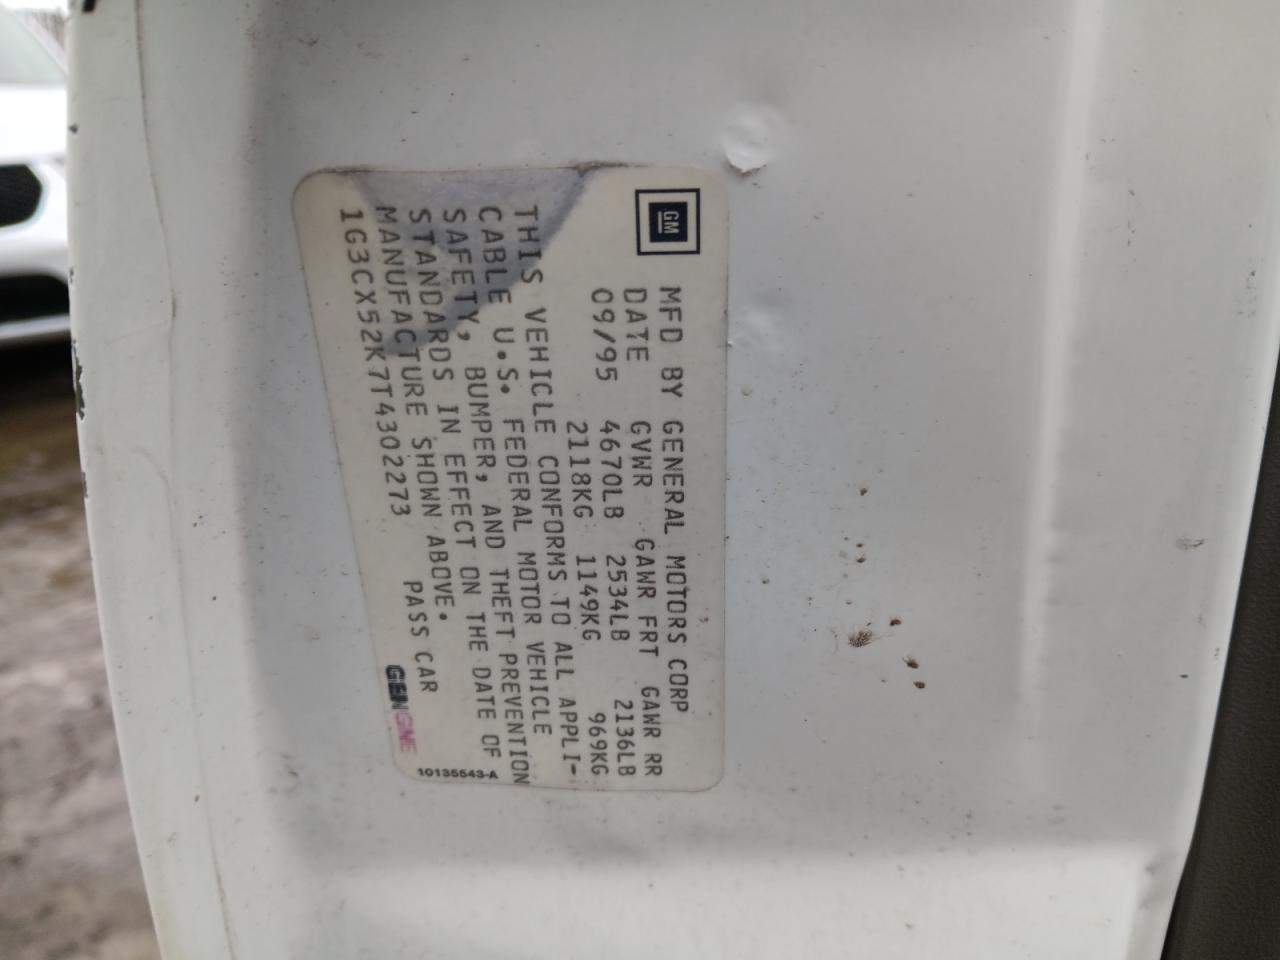 GM
MFD BY GENERAL MOTORS CORP
DATE GVWR GAWR FRT GAWR RR
09/95 4670LB 2534LB 2136LB
2118KG 1149KG 969KG
THIS VEHICLE CONFORMS TO ALL APPLI-
CABLE U.S. FEDERAL MOTOR VEHICLE
SAFETY, BUMPER, AND THEFT PREVENTION
STANDARDS IN EFFECT ON THE DATE OF
MANUFACTURE SHOWN ABOVE.
1G3CX52K7T4302273 PASS CAR
GENGINE
10135543-A